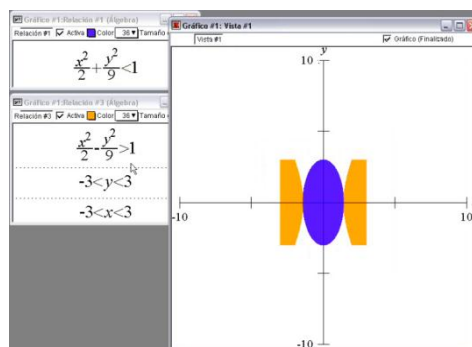 Gráfico #1:Relación #1 (Álgebra)
Relación #1 Activa Color 36 Tamaño
x²/2 + y²/9 < 1
Gráfico #1:Relación #3 (Álgebra)
Relación #3 Activa Color 36 Tamaño
x²/2 - y²/9 > 1
-3<y<3
-3<x<3
Gráfico #1: Vista #1
Vista #1 Gráfico (Finalizado)
y
10
-10 10
-10